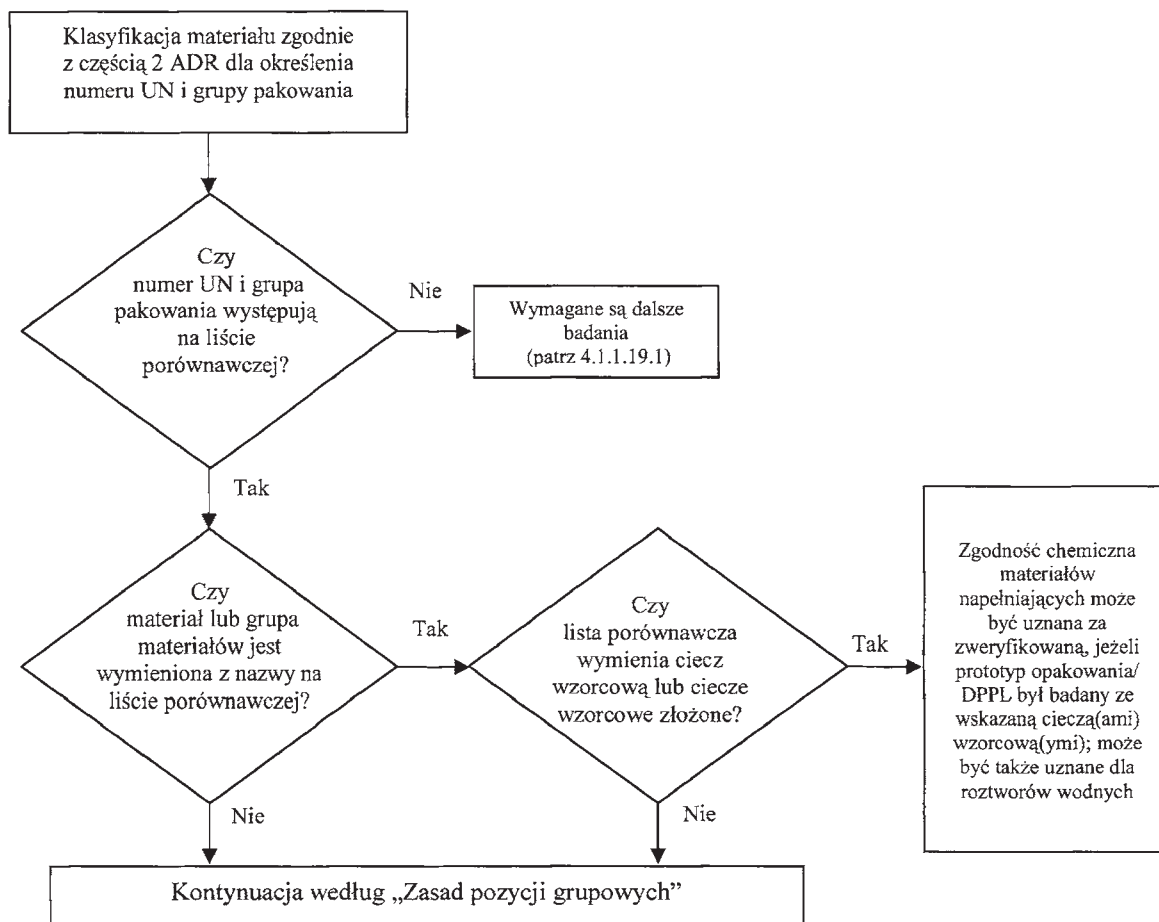 Klasyfikacja materiału zgodnie
z częścią 2 ADR dla określenia
numeru UN i grupy pakowania
Czy
numer UN i grupa
pakowania występują
na liście
porównawczej?
Nie
Wymagane są dalsze
badania
(patrz 4.1.1.19.1)
Tak
Czy
materiał lub grupa
materiałów jest
wymieniona z nazwy na
liście porównawczej?
Tak
Czy
lista porównawcza
wymienia ciecz
wzorcową lub ciecze
wzorcowe złożone?
Tak
Zgodność chemiczna
materiałów
napełniających może
być uznana za
zweryfikowaną, jeżeli
prototyp opakowania/
DPPL był badany ze
wskazaną cieczą(ami)
wzorcową(ymi); może
być także uznane dla
roztworów wodnych
Nie
Nie
Kontynuacja według „Zasad pozycji grupowych”